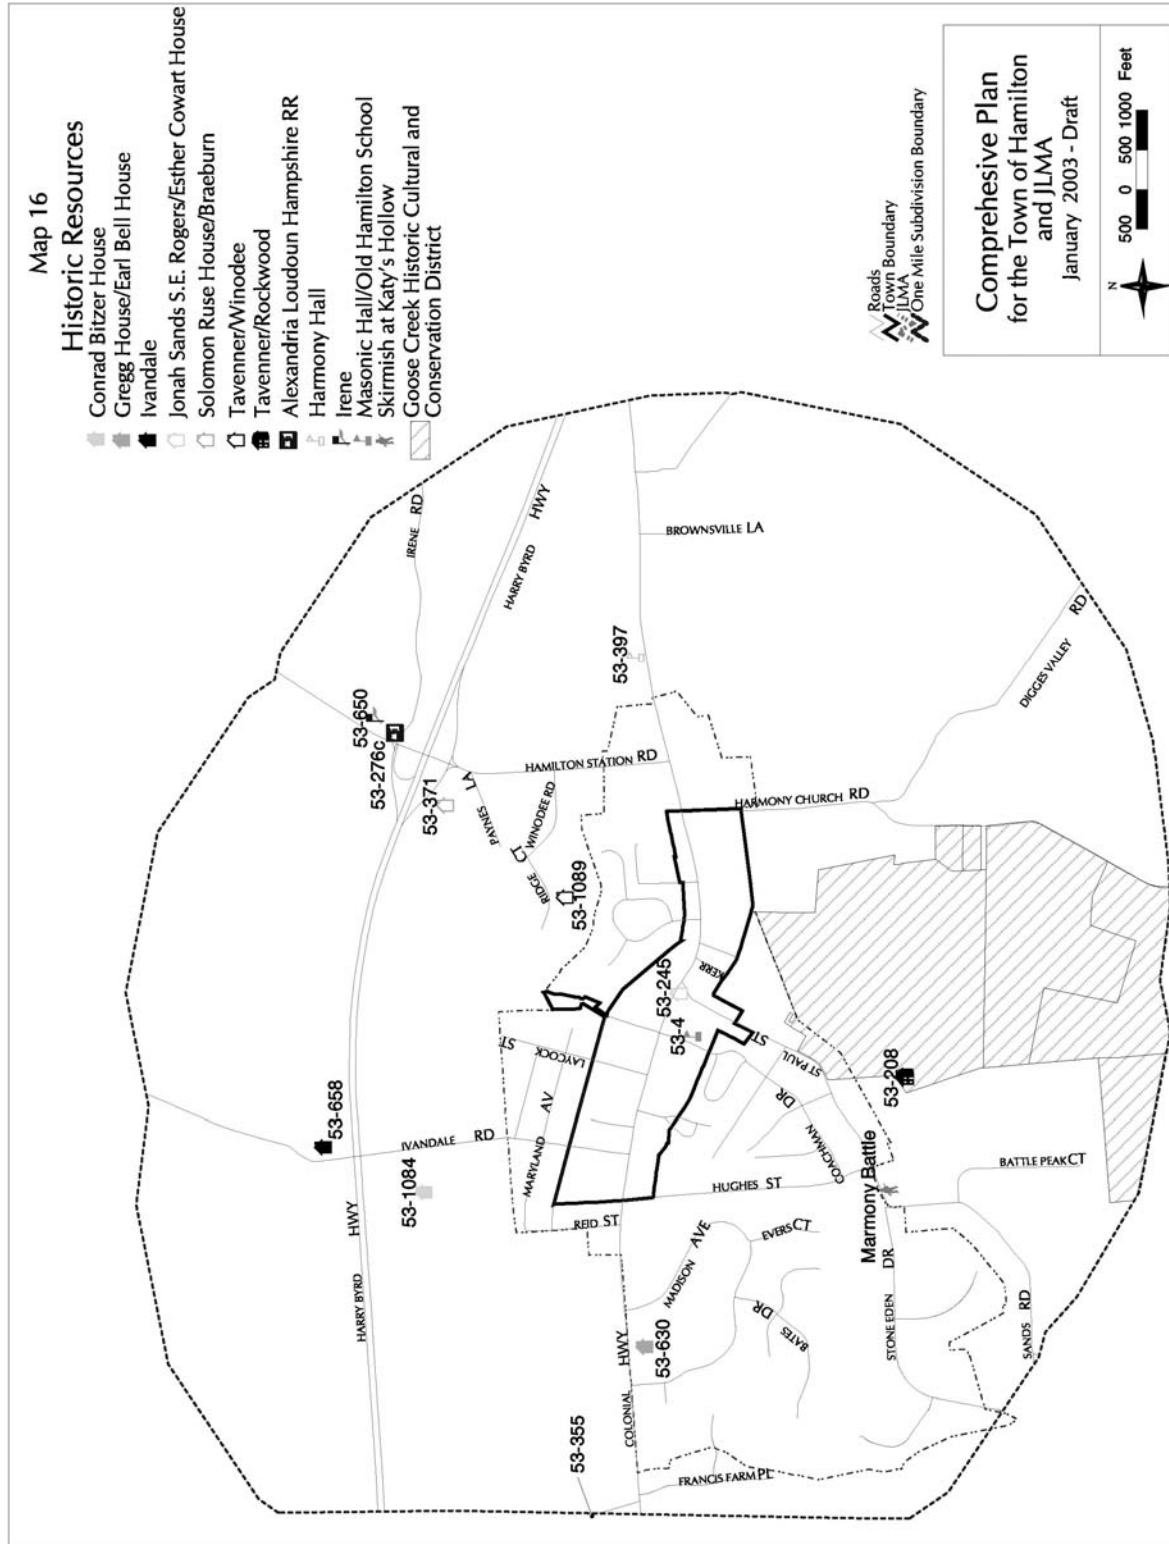 Map 16
Historic Resources
Conrad Bitzer House
Gregg House/Earl Bell House
Ivandale
Jonah Sands S.E. Rogers/Esther Cowart House
Solomon Ruse House/Braeburn
Tavenner/Winodee
Tavenner/Rockwood
Alexandria Loudoun Hampshire RR
Harmony Hall
Irene
Masonic Hall/Old Hamilton School
Skirmish at Katy's Hollow
Goose Creek Historic Cultural and
Conservation District
Roads
Town Boundary
JLMA
One Mile Subdivision Boundary
Comprehesive Plan
for the Town of Hamilton
and JLMA
January 2003 - Draft
N
500 0 500 1000 Feet
53-658
53-1084
IVANDALE RD
HARRY BYRD HWY
53-650
53-276c
53-371
IRENE RD
HARRY BYRD HWY
PAYNES LA
RIDGE CT
WINODEE RD
HAMILTON STATION RD
53-1089
53-397
BROWNSVILLE LA
LAYCOCK ST
MARYLAND AV
REID ST
53-245
53-4
KERR
HARMONY CHURCH RD
DIGGES VALLEY RD
ST PAUL ST
COACHMAN DR
HUGHES ST
53-208
53-355
COLONIAL HWY
53-630
MADISON AVE
EVERS CT
BATES DR
FRANCIS FARM PL
Marmony Battle
STONE EDEN DR
BATTLE PEAK CT
SANDS RD